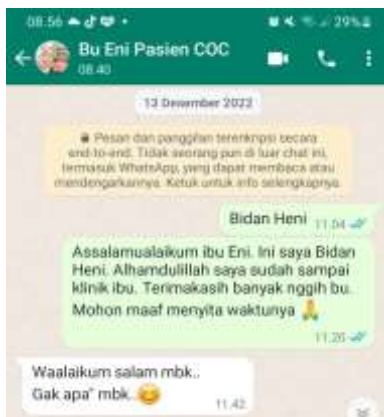 08.56
29%
Bu Eni Pasien COC
08.40
13 Desember 2022
Pesan dan panggilan terenkripsi secara
end-to-end. Tidak seorang pun di luar chat ini,
termasuk WhatsApp, yang dapat membaca atau
mendengarkannya. Ketuk untuk info selengkapnya.
Bidan Heni 11.04
Assalamualaikum ibu Eni. Ini saya Bidan
Heni. Alhamdulillah saya sudah sampai
klinik ibu. Terimakasih banyak nggih bu.
Mohon maaf menyita waktunya 🙏
11.20
Waalaikum salam mbk..
Gak apa" mbk..😊
11.42